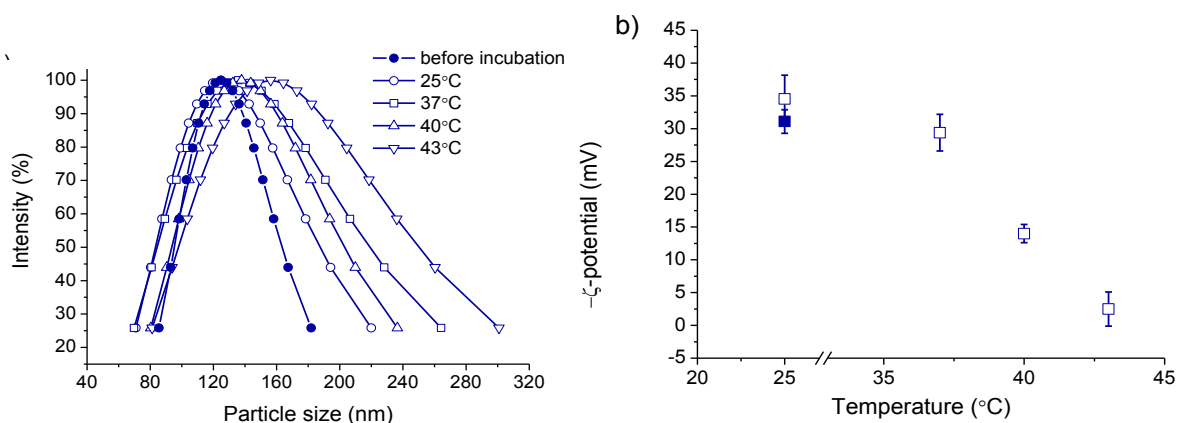 `
before incubation
25°C
37°C
40°C
43°C
100
90
80
70
60
50
40
30
20
Intensity (%)
40 80 120 160 200 240 280 320
Particle size (nm)
b)
45
40
35
30
25
20
15
10
5
0
-5
−ζ-potential (mV)
20 25 35 40 45
Temperature (°C)